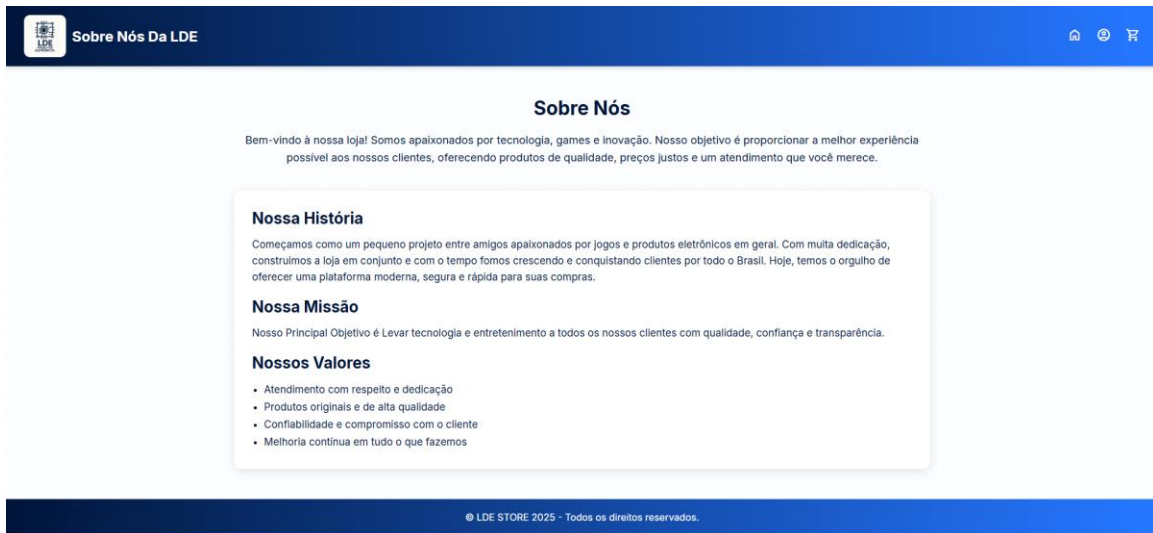 LDE
Sobre Nós Da LDE
Sobre Nós
Bem-vindo à nossa loja! Somos apaixonados por tecnologia, games e inovação. Nosso objetivo é proporcionar a melhor experiência
possível aos nossos clientes, oferecendo produtos de qualidade, preços justos e um atendimento que você merece.
Nossa História
Começamos como um pequeno projeto entre amigos apaixonados por jogos e produtos eletrônicos em geral. Com muita dedicação,
construimos a loja em conjunto e com o tempo fomos crescendo e conquistando clientes por todo o Brasil. Hoje, temos o orgulho de
oferecer uma plataforma moderna, segura e rápida para suas compras.
Nossa Missão
Nosso Principal Objetivo é Levar tecnologia e entretenimento a todos os nossos clientes com qualidade, confiança e transparência.
Nossos Valores
• Atendimento com respeito e dedicação
• Produtos originais e de alta qualidade
• Confiabilidade e compromisso com o cliente
• Melhoria contínua em tudo o que fazemos
© LDE STORE 2025 - Todos os direitos reservados.